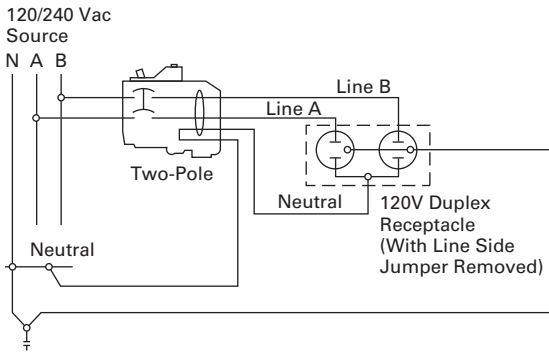 120/240 Vac
Source
N A B
Line B
Line A
Two-Pole
Neutral
120V Duplex
Receptacle
(With Line Side
Jumper Removed)
Neutral